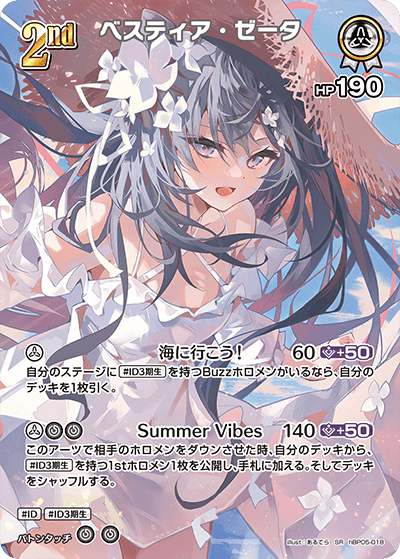 2nd
ベスティア・ゼータ
HP190
海に行こう! 60 +50
自分のステージに #ID3期生 を持つBuzzホロメンがいるなら、自分の
デッキを1枚引く。
Summer Vibes 140 +50
このアーツで相手のホロメンをダウンさせた時、自分のデッキから、
#ID3期生 を持つ1stホロメン1枚を公開し、手札に加える。そしてデッキ
をシャッフルする。
#ID #ID3期生
バトンタッチ
illust:あるてら SR hBP05-018